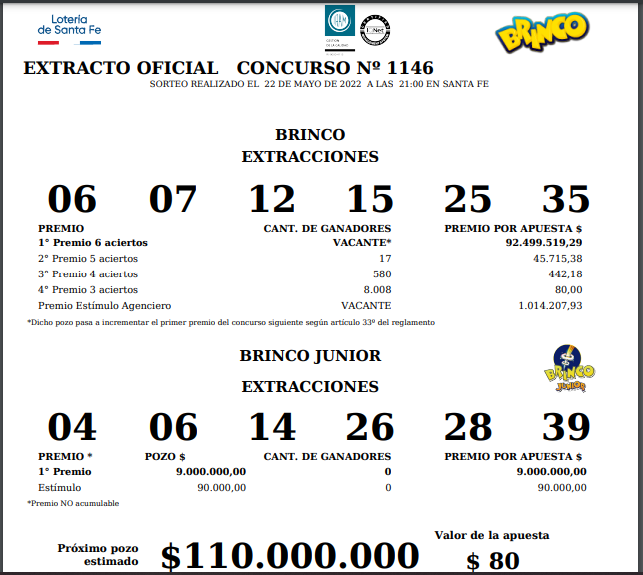 Lotería
de Santa Fe
BRINCO
EXTRACTO OFICIAL CONCURSO Nº 1146
SORTEO REALIZADO EL 22 DE MAYO DE 2022 A LAS 21:00 EN SANTA FE
BRINCO
EXTRACCIONES
06 07 12 15 25 35
PREMIO CANT. DE GANADORES PREMIO POR APUESTA $
1° Premio 6 aciertos VACANTE* 92.499.519,29
2° Premio 5 aciertos 17 45.715,38
3° Premio 4 aciertos 580 442,18
4° Premio 3 aciertos 8.008 80,00
Premio Estímulo Agenciero VACANTE 1.014.207,93
*Dicho pozo pasa a incrementar el primer premio del concurso siguiente según artículo 33º del reglamento
BRINCO JUNIOR
BRINCO
JUNIOR
EXTRACCIONES
04 06 14 26 28 39
PREMIO * POZO $ CANT. DE GANADORES PREMIO POR APUESTA $
1° Premio 9.000.000,00 0 9.000.000,00
Estímulo 90.000,00 0 90.000,00
*Premio NO acumulable
Próximo pozo
estimado $110.000.000
Valor de la apuesta
$ 80